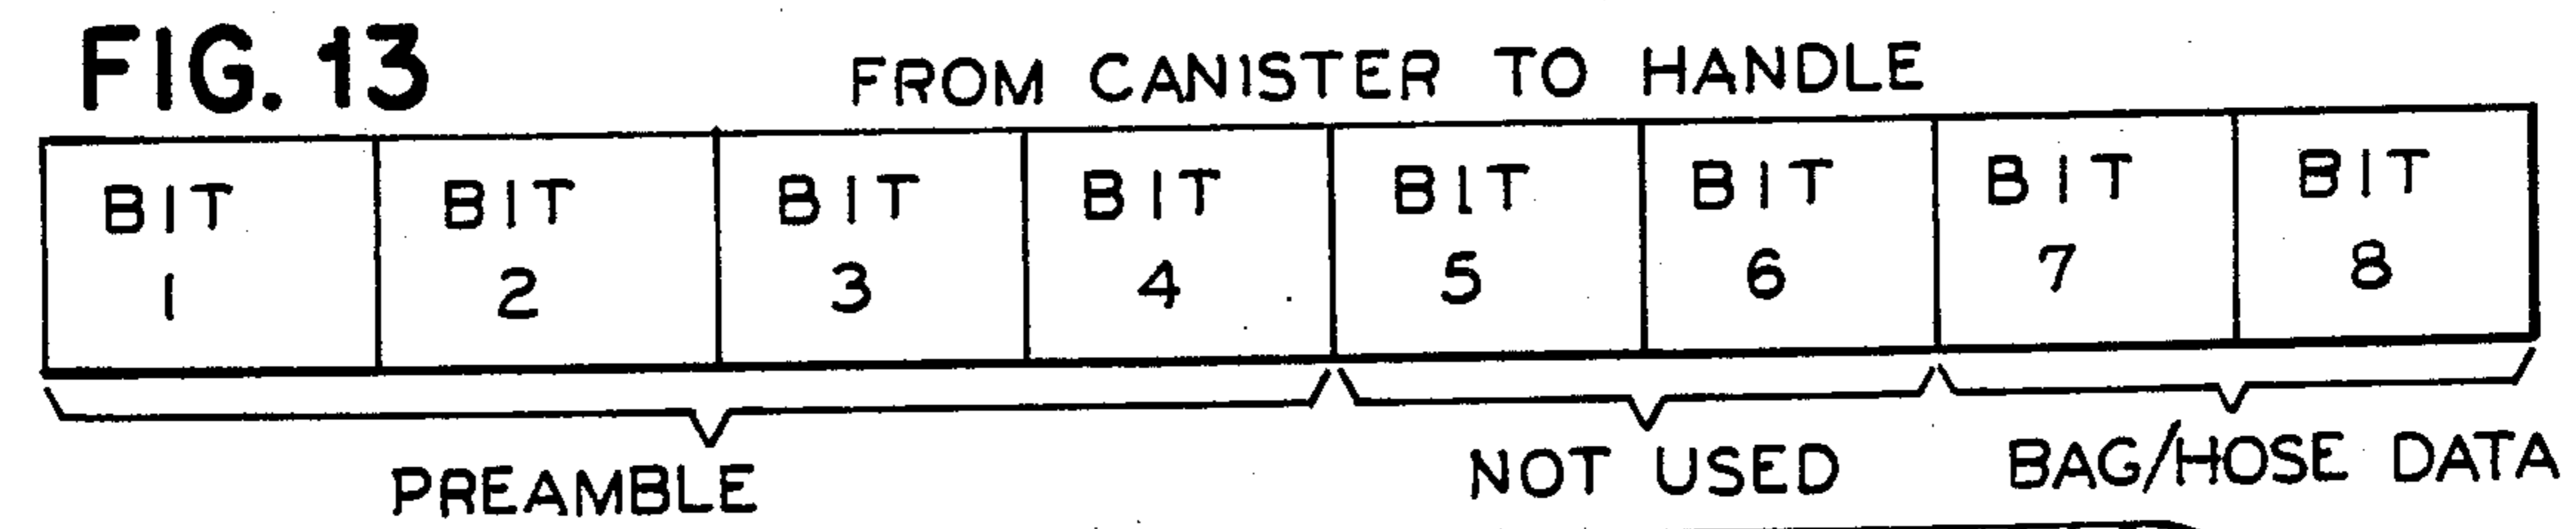 FIG. 13
FROM CANISTER TO HANDLE
BIT BIT BIT BIT BIT BIT BIT BIT
1 2 3 4 5 6 7 8
PREAMBLE NOT USED BAG/HOSE DATA